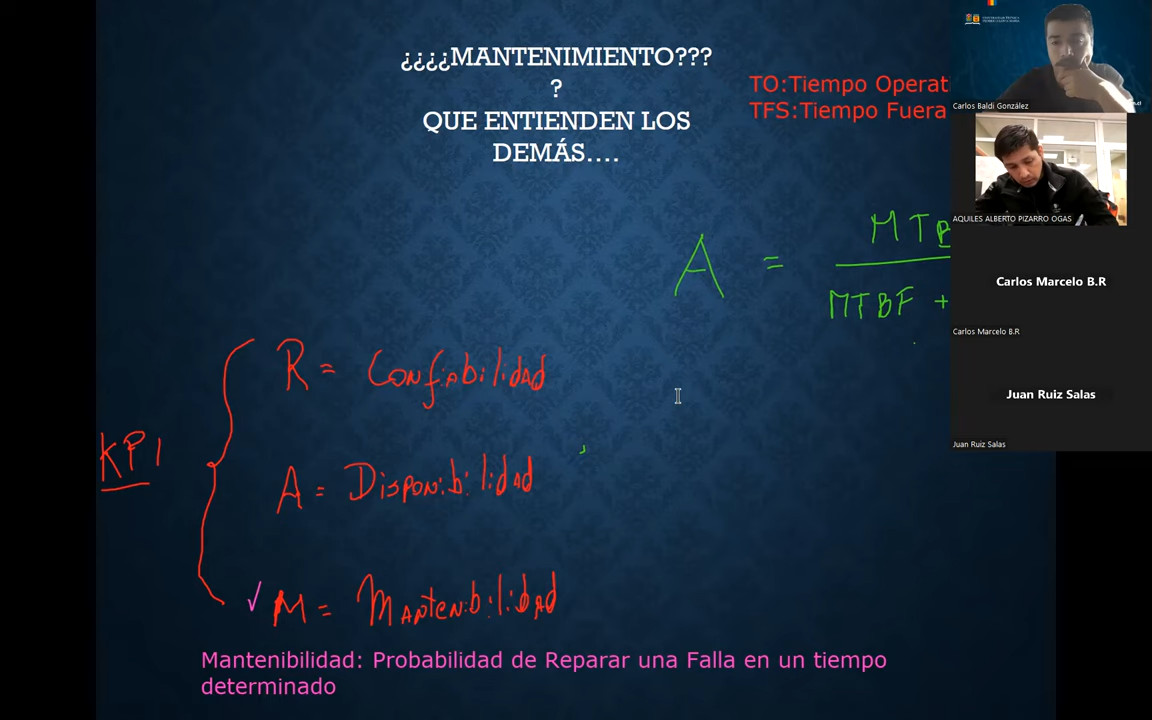 ¿¿¿¿MANTENIMIENTO???
?
QUE ENTIENDEN LOS
DEMÁS....
TO:Tiempo Operat
TFS:Tiempo Fuera
Carlos Baldi González
AQUILES ALBERTO PIZARRO OGAS
Carlos Marcelo B.R
Carlos Marcelo B.R
Juan Ruiz Salas
Juan Ruiz Salas
A =
MTB
MTBF +
KPI
R = Confiabilidad
A = Disponibilidad
✓ M = Mantenibilidad
Mantenibilidad: Probabilidad de Reparar una Falla en un tiempo
determinado